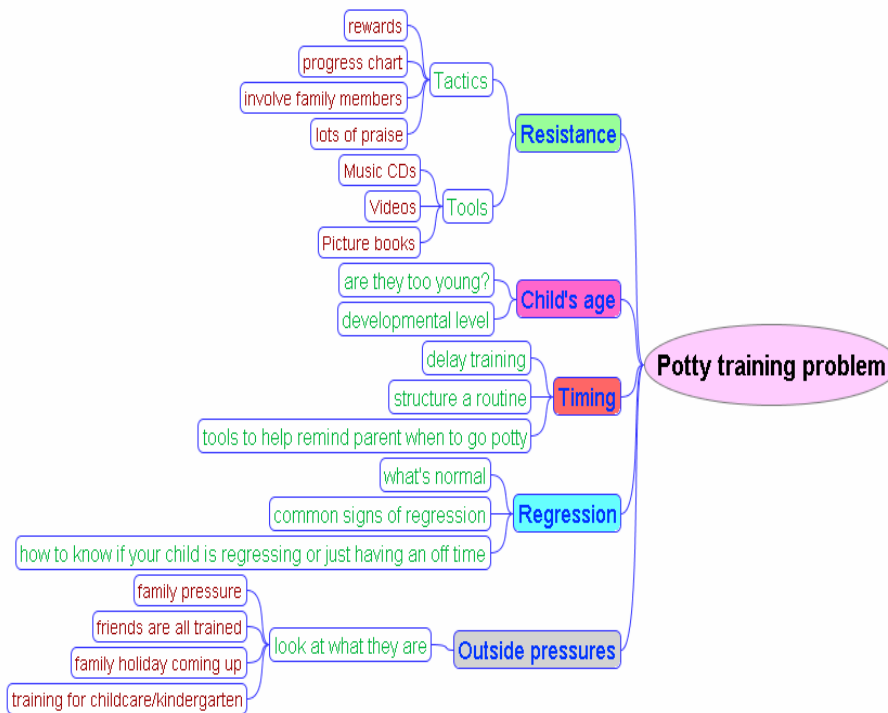 rewards
progress chart
involve family members
lots of praise
Tactics
Music CDs
Videos
Picture books
Tools
Resistance
are they too young?
developmental level
Child's age
delay training
structure a routine
tools to help remind parent when to go potty
Timing
what's normal
common signs of regression
how to know if your child is regressing or just having an off time
Regression
family pressure
friends are all trained
family holiday coming up
training for childcare/kindergarten
look at what they are
Outside pressures
Potty training problem